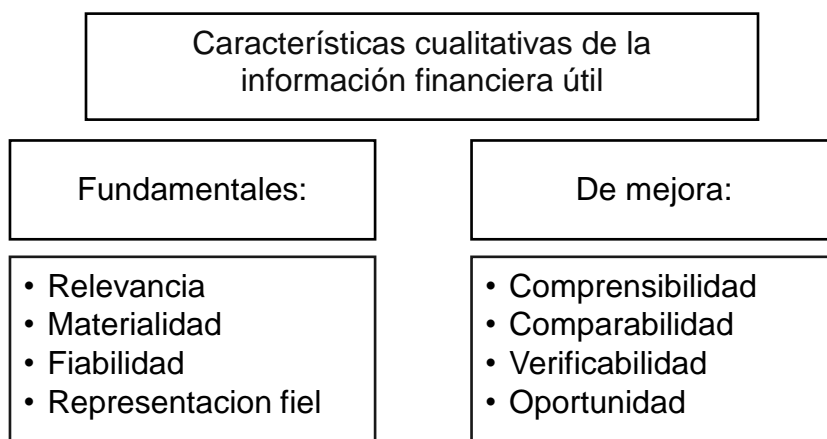 Características cualitativas de la
información financiera útil
Fundamentales:
De mejora:
• Relevancia
• Materialidad
• Fiabilidad
• Representacion fiel
• Comprensibilidad
• Comparabilidad
• Verificabilidad
• Oportunidad